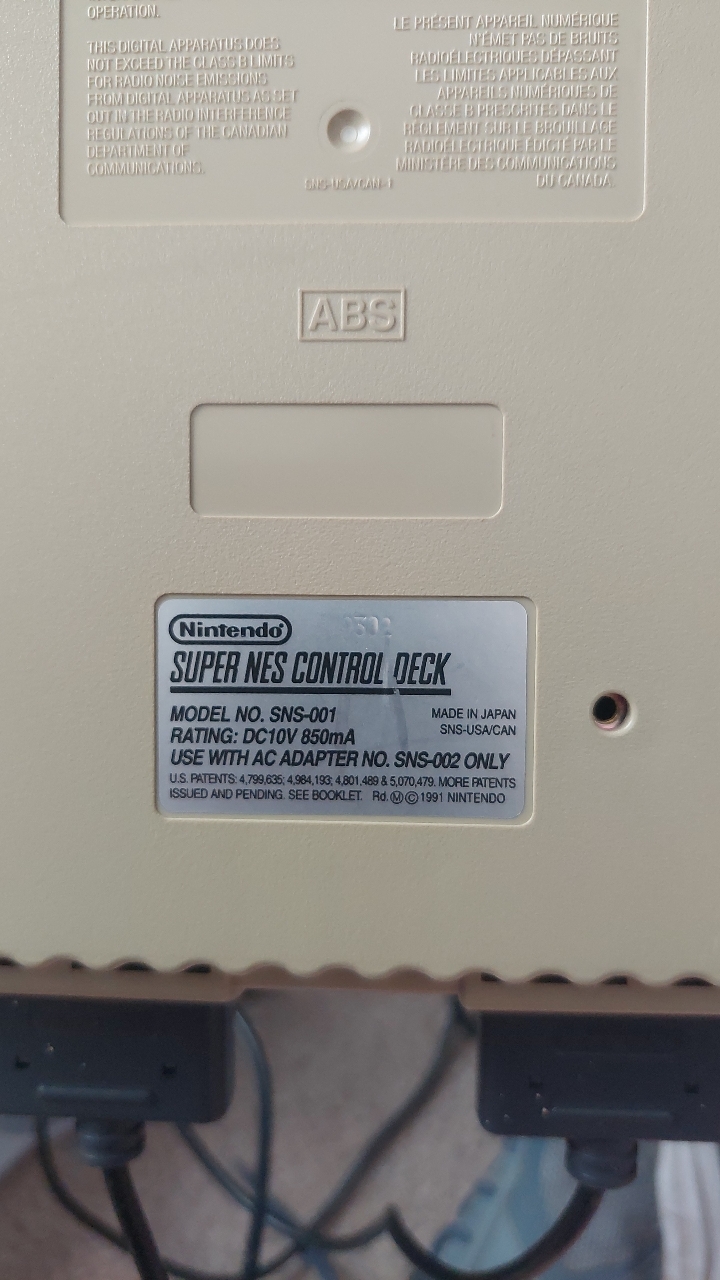 OPERATION.
THIS DIGITAL APPARATUS DOES
NOT EXCEED THE CLASS B LIMITS
FOR RADIO NOISE EMISSIONS
FROM DIGITAL APPARATUS AS SET
OUT IN THE RADIO INTERFERENCE
REGULATIONS OF THE CANADIAN
DEPARTMENT OF
COMMUNICATIONS.
LE PRÉSENT APPAREIL NUMÉRIQUE
N'ÉMET PAS DE BRUITS
RADIOÉLECTRIQUES DÉPASSANT
LES LIMITES APPLICABLES AUX
APPAREILS NUMÉRIQUES DE
CLASSE B PRESCRITES DANS LE
RÈGLEMENT SUR LE BROUILLAGE
RADIOÉLECTRIQUE ÉDICTÉ PAR LE
MINISTÈRE DES COMMUNICATIONS
DU CANADA.
SNS-USA/CAN-1
ABS
Nintendo®
SUPER NES CONTROL DECK
MODEL NO. SNS-001
RATING: DC10V 850mA
MADE IN JAPAN
SNS-USA/CAN
USE WITH AC ADAPTER NO. SNS-002 ONLY
U.S. PATENTS: 4,799,635; 4,984,193; 4,801,489 & 5,070,479. MORE PATENTS
ISSUED AND PENDING. SEE BOOKLET. Rd. Ⓜ © 1991 NINTENDO